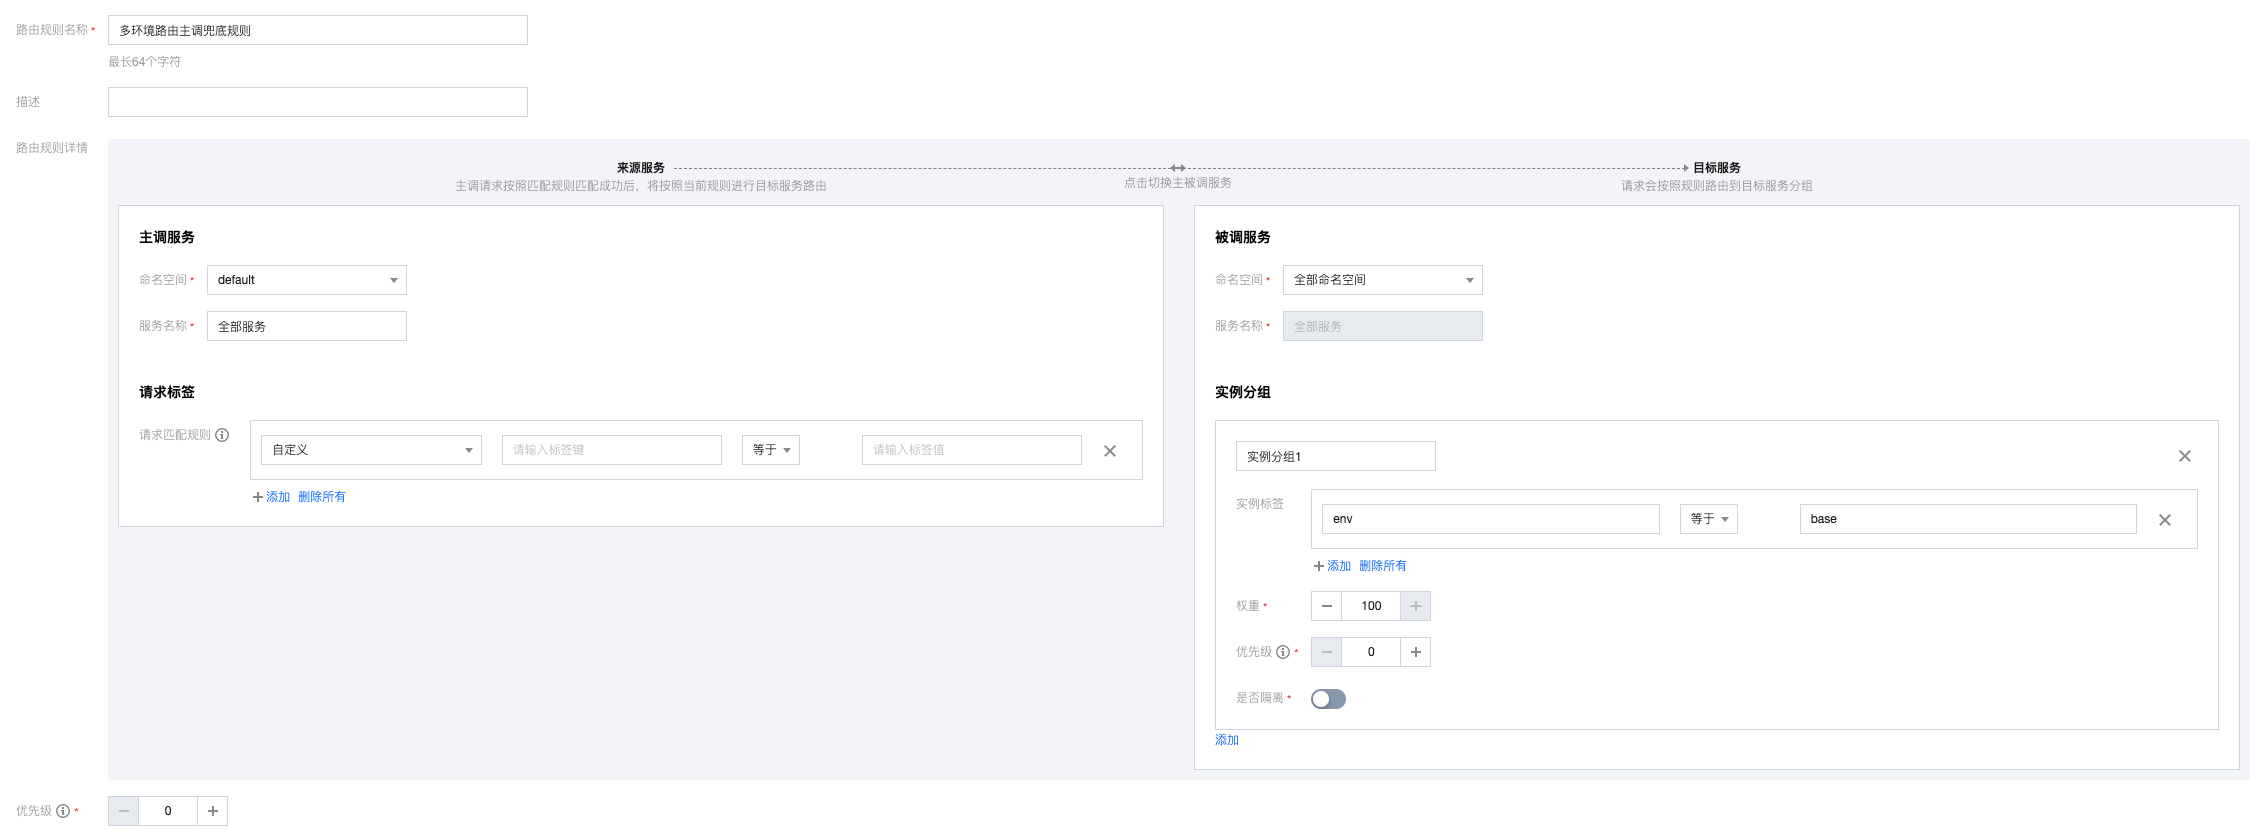 路由规则名称 * 多环境路由主调兜底规则
最长64个字符
描述
路由规则详情
来源服务
主调请求按照匹配规则匹配成功后，将按照当前规则进行目标服务路由
点击切换主被调服务
目标服务
请求会按照规则路由到目标服务分组
主调服务
命名空间 * default
服务名称 * 全部服务
请求标签
请求匹配规则 自定义 请输入标签键 等于 请输入标签值
添加 删除所有
被调服务
命名空间 * 全部命名空间
服务名称 * 全部服务
实例分组
实例分组1
实例标签 env 等于 base
添加 删除所有
权重 * 100
优先级 * 0
是否隔离 *
添加
优先级 * 0